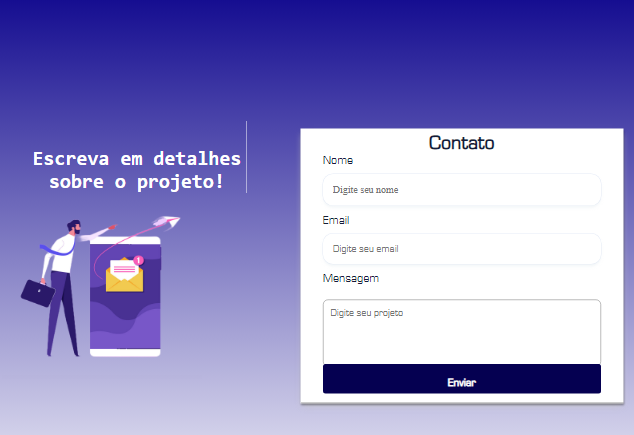 Escreva em detalhes
sobre o projeto!
1
Contato
Nome
Digite seu nome
Email
Digite seu email
Mensagem
Digite seu projeto
Enviar